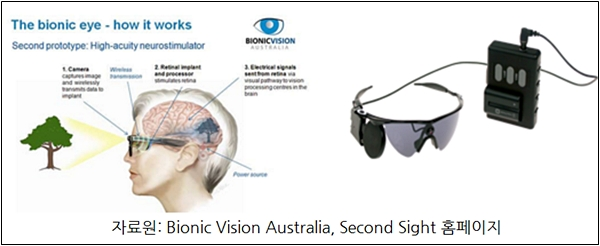 The bionic eye - how it works
BIONICVISION
AUSTRALIA
Second prototype: High-acuity neurostimulator
1. Camera
captures image
and wirelessly
transmits data to
implant
Wireless
transmission
2. Retinal implant
and processor
stimulates retina
3. Electrical signals
sent from retina via
visual pathway to vision
processing centres in the
brain
Power source
자료원: Bionic Vision Australia, Second Sight 홈페이지